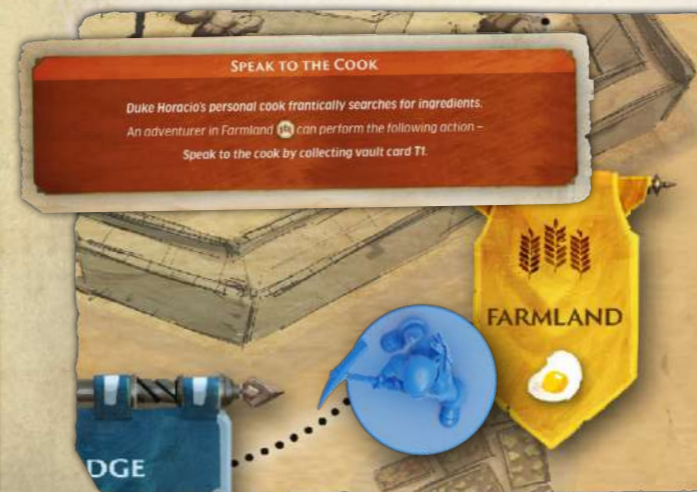 SPEAK TO THE COOK
Duke Horacio's personal cook frantically searches for ingredients.
An adventurer in Farmland can perform the following action –
Speak to the cook by collecting vault card T1.
FARMLAND
DGE